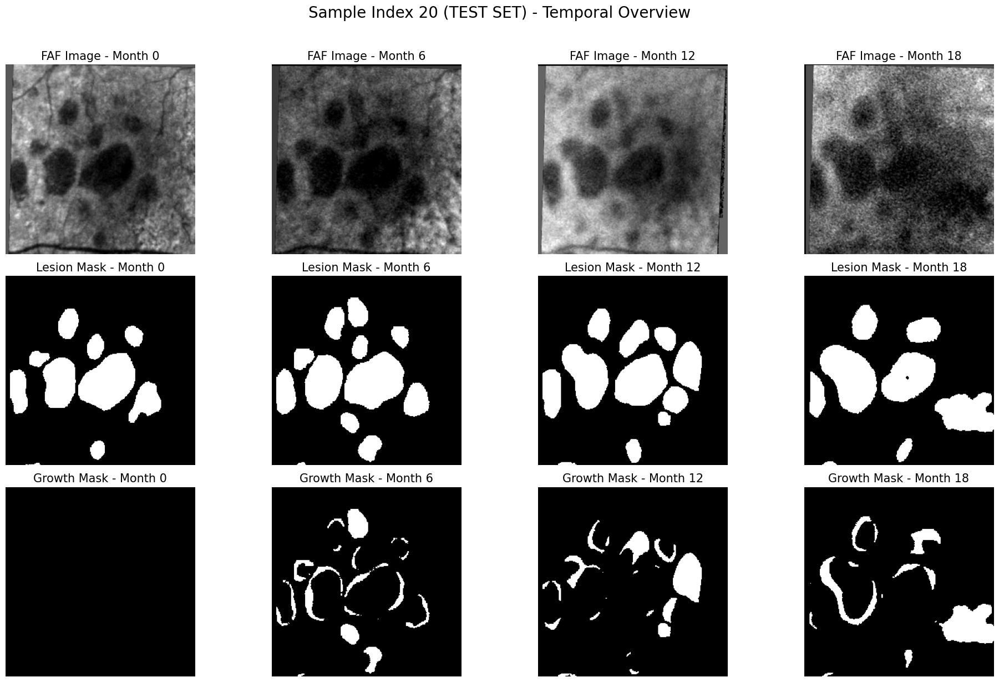 Sample Index 20 (TEST SET) - Temporal Overview
FAF Image - Month 0
FAF Image - Month 6
FAF Image - Month 12
FAF Image - Month 18
Lesion Mask - Month 0
Lesion Mask - Month 6
Lesion Mask - Month 12
Lesion Mask - Month 18
Growth Mask - Month 0
Growth Mask - Month 6
Growth Mask - Month 12
Growth Mask - Month 18